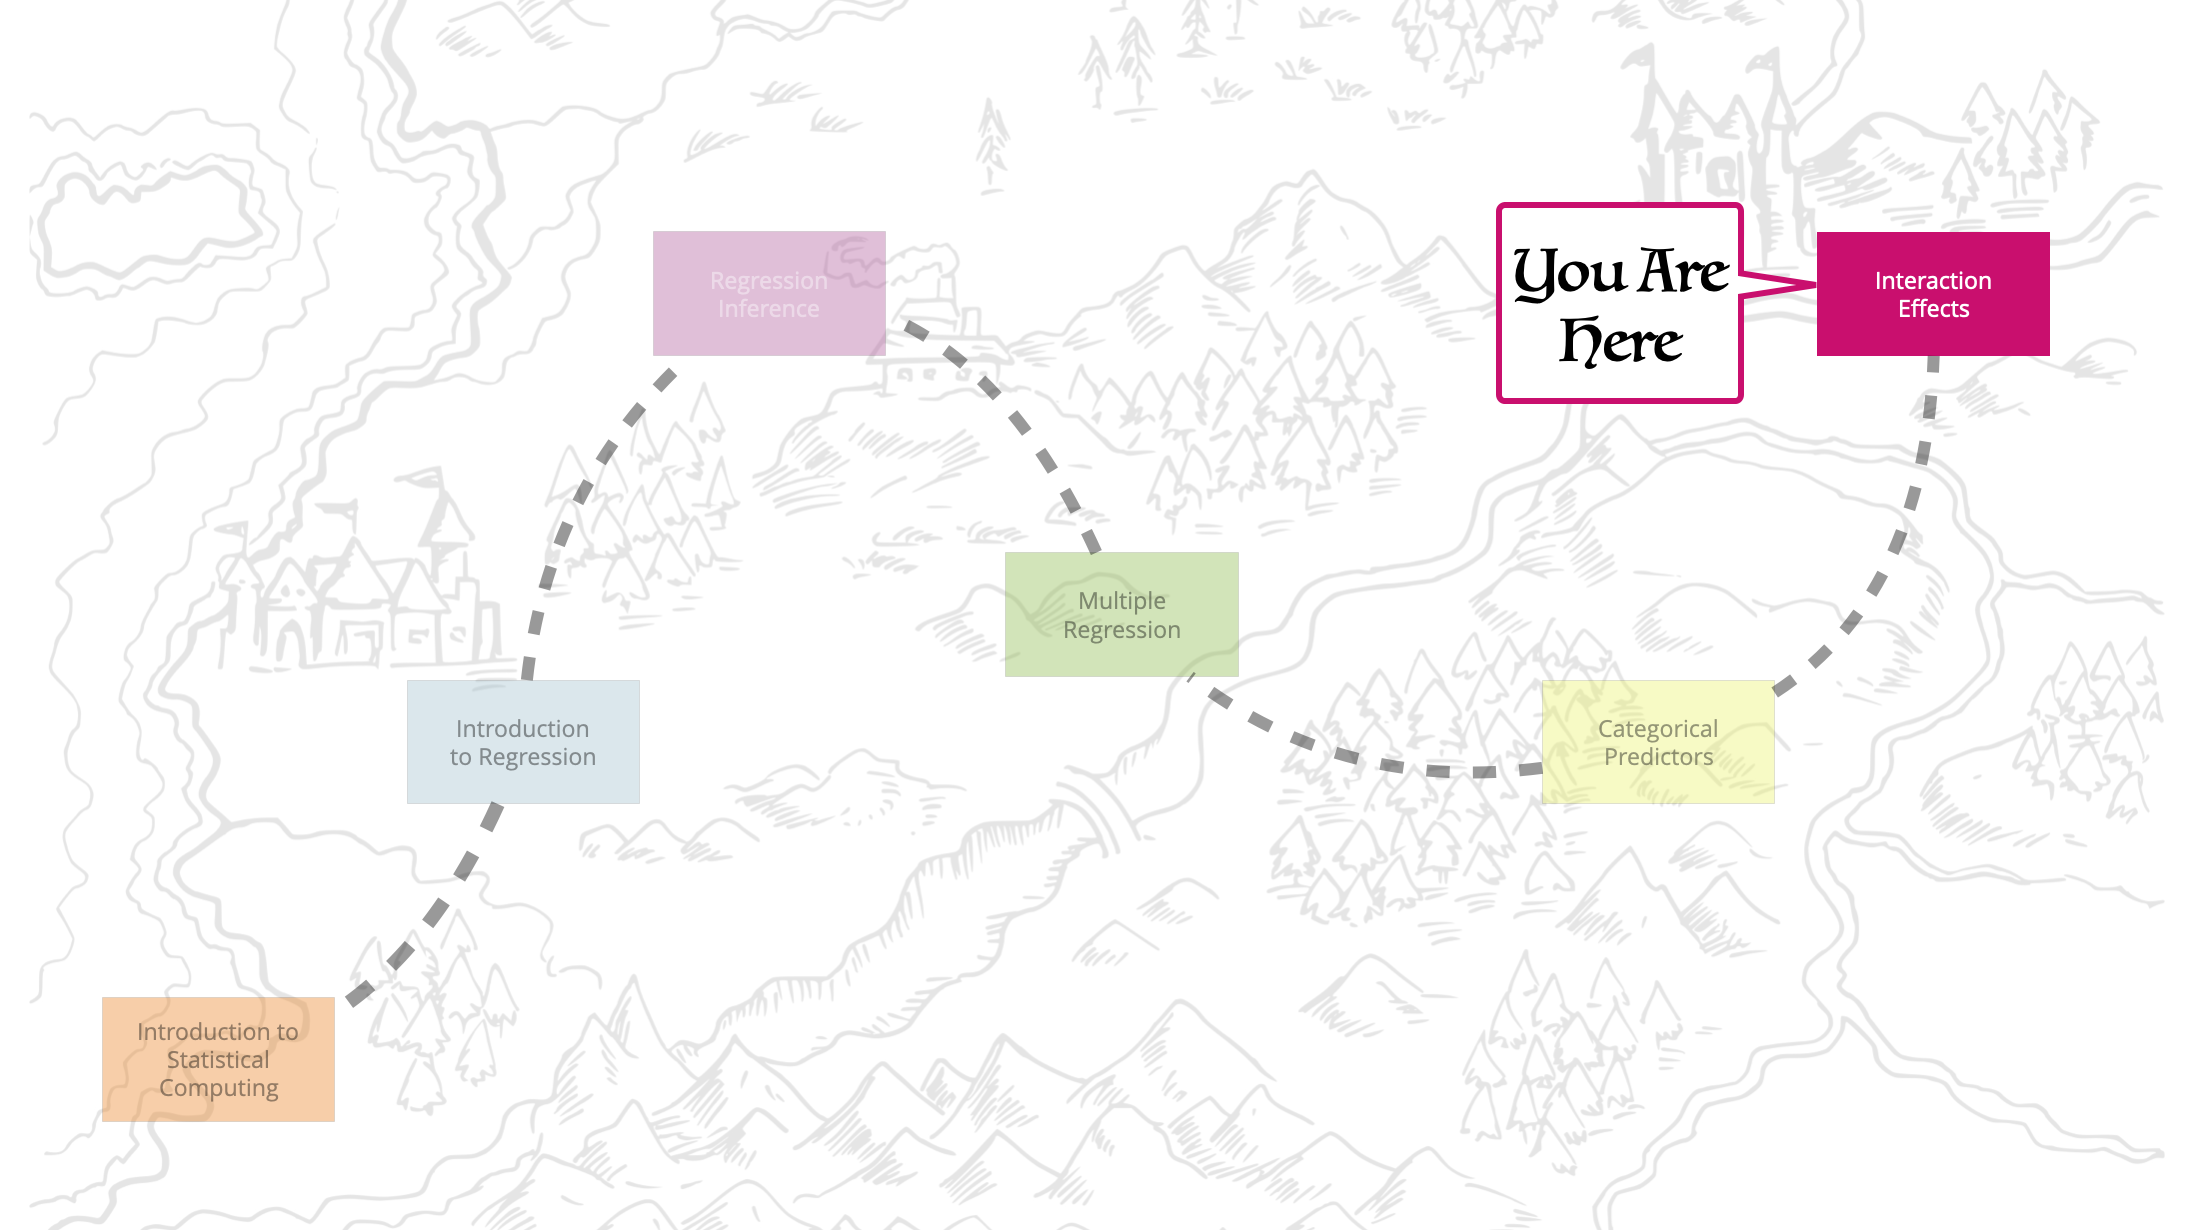 You Are
Here
Interaction
Effects
Regression
Inference
Multiple
Regression
Introduction
to Regression
Categorical
Predictors
Introduction to
Statistical
Computing